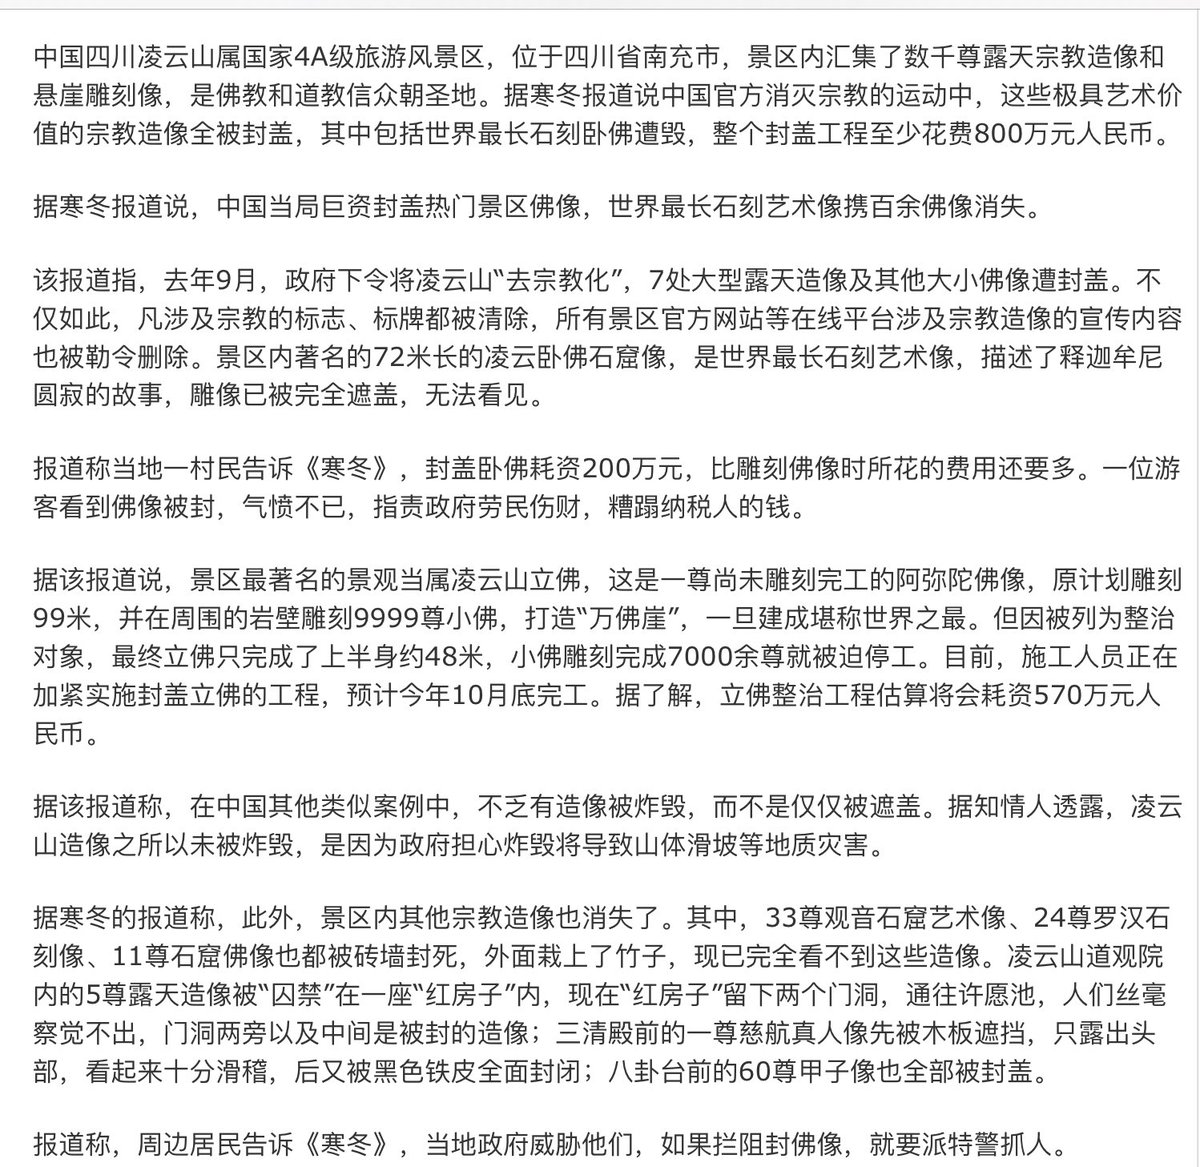 中国四川凌云山属国家4A级旅游风景区，位于四川省南充市，景区内汇集了数千尊露天宗教造像和
悬崖雕刻像，是佛教和道教信众朝圣地。据寒冬报道说中国官方消灭宗教的运动中，这些极具艺术价
值的宗教造像全被封盖，其中包括世界最长石刻卧佛遭毁，整个封盖工程至少花费800万元人民币。
据寒冬报道说，中国当局巨资封盖热门景区佛像，世界最长石刻艺术像携百余佛像消失。
该报道指，去年9月，政府下令将凌云山“去宗教化”，7处大型露天造像及其他大小佛像遭封盖。不
仅如此，凡涉及宗教的标志、标牌都被清除，所有景区官方网站等在线平台涉及宗教造像的宣传内容
也被勒令删除。景区内著名的72米长的凌云卧佛石窟像，是世界最长石刻艺术像，描述了释迦牟尼
圆寂的故事，雕像已被完全遮盖，无法看见。
报道称当地一村民告诉《寒冬》，封盖卧佛耗资200万元，比雕刻佛像时所花的费用还要多。一位游
客看到佛像被封，气愤不已，指责政府劳民伤财，糟蹋纳税人的钱。
据该报道说，景区最著名的景观当属凌云山立佛，这是一尊尚未雕刻完工的阿弥陀佛像，原计划雕刻
99米，并在周围的岩壁雕刻9999尊小佛，打造“万佛崖”，一旦建成堪称世界之最。但因被列为整治
对象，最终立佛只完成了上半身约48米，小佛雕刻完成7000余尊就被迫停工。目前，施工人员正在
加紧实施封盖立佛的工程，预计今年10月底完工。据了解，立佛整治工程估算将会耗资570万元人
民币。
据该报道称，在中国其他类似案例中，不乏有造像被炸毁，而不是仅仅被遮盖。据知情人透露，凌云
山造像之所以未被炸毁，是因为政府担心炸毁将导致山体滑坡等地质灾害。
据寒冬的报道称，此外，景区内其他宗教造像也消失了。其中，33尊观音石窟艺术像、24尊罗汉石
刻像、11尊石窟佛像也都被砖墙封死，外面栽上了竹子，现已完全看不到这些造像。凌云山道观院
内的5尊露天造像被“囚禁”在一座“红房子”内，现在“红房子”留下两个门洞，通往许愿池，人们丝毫
察觉不出，门洞两旁以及中间是被封的造像；三清殿前的一尊慈航真人像先被木板遮挡，只露出头
部，看起来十分滑稽，后又被黑色铁皮全面封闭；八卦台前的60尊甲子像也全部被封盖。
报道称，周边居民告诉《寒冬》，当地政府威胁他们，如果拦阻封佛像，就要派特警抓人。